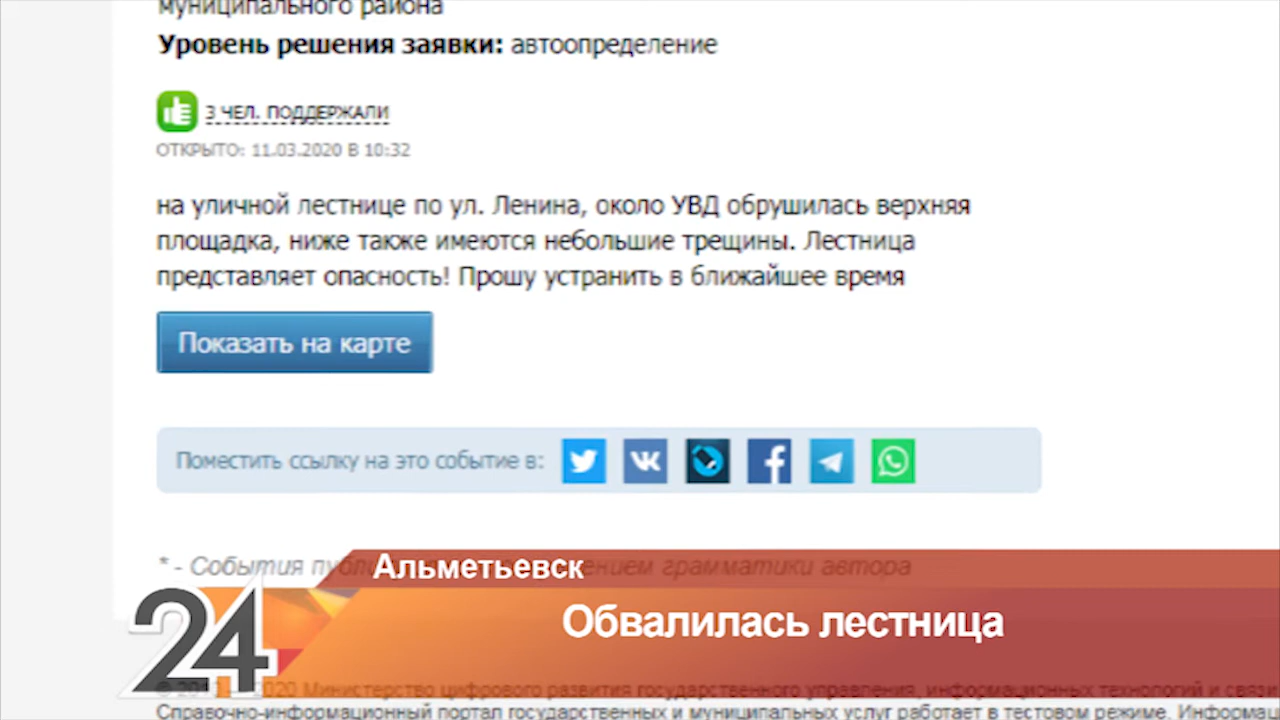 муниципального района
Уровень решения заявки: автоопределение
3 ЧЕЛ. ПОДДЕРЖАЛИ
ОТКРЫТО: 11.03.2020 В 10:32
на уличной лестнице по ул. Ленина, около УВД обрушилась верхняя
площадка, ниже также имеются небольшие трещины. Лестница
представляет опасность! Прошу устранить в ближайшее время
Показать на карте
Поместить ссылку на это событие в:
* - События грамматики автора
Альметьевск
Обвалилась лестница
24
2020 Министерство цифрового развития государственного управления, информационных технологий и связи
Справочно-информационный портал государственных и муниципальных услуг работает в тестовом режиме.